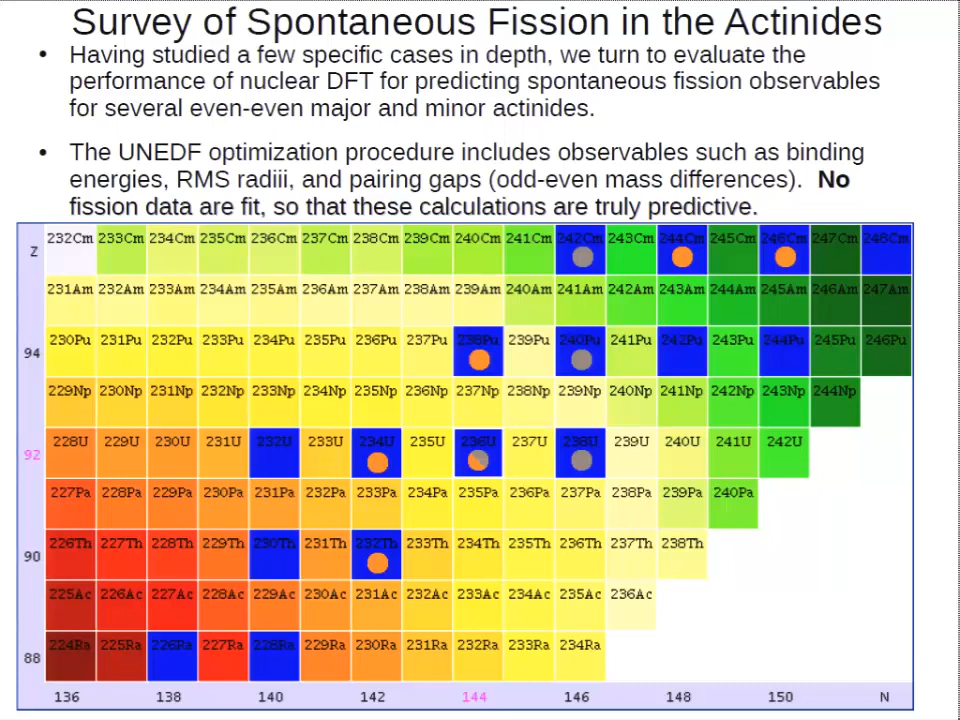 Survey of Spontaneous Fission in the Actinides
• Having studied a few specific cases in depth, we turn to evaluate the
performance of nuclear DFT for predicting spontaneous fission observables
for several even-even major and minor actinides.
• The UNEDF optimization procedure includes observables such as binding
energies, RMS radiii, and pairing gaps (odd-even mass differences). No
fission data are fit, so that these calculations are truly predictive.
Z 232Cm 233Cm 234Cm 235Cm 236Cm 237Cm 238Cm 239Cm 240Cm 241Cm 242Cm 243Cm 244Cm 245Cm 246Cm 247Cm 248Cm
231Am 232Am 233Am 234Am 235Am 236Am 237Am 238Am 239Am 240Am 241Am 242Am 243Am 244Am 245Am 246Am 247Am
94 230Pu 231Pu 232Pu 233Pu 234Pu 235Pu 236Pu 237Pu 238Pu 239Pu 240Pu 241Pu 242Pu 243Pu 244Pu 245Pu 246Pu
229Np 230Np 231Np 232Np 233Np 234Np 235Np 236Np 237Np 238Np 239Np 240Np 241Np 242Np 243Np 244Np
92 228U 229U 230U 231U 232U 233U 234U 235U 236U 237U 238U 239U 240U 241U 242U
227Pa 228Pa 229Pa 230Pa 231Pa 232Pa 233Pa 234Pa 235Pa 236Pa 237Pa 238Pa 239Pa 240Pa
90 226Th 227Th 228Th 229Th 230Th 231Th 232Th 233Th 234Th 235Th 236Th 237Th 238Th
225Ac 226Ac 227Ac 228Ac 229Ac 230Ac 231Ac 232Ac 233Ac 234Ac 235Ac 236Ac
88 224Ra 225Ra 226Ra 227Ra 228Ra 229Ra 230Ra 231Ra 232Ra 233Ra 234Ra
136 138 140 142 144 146 148 150 N